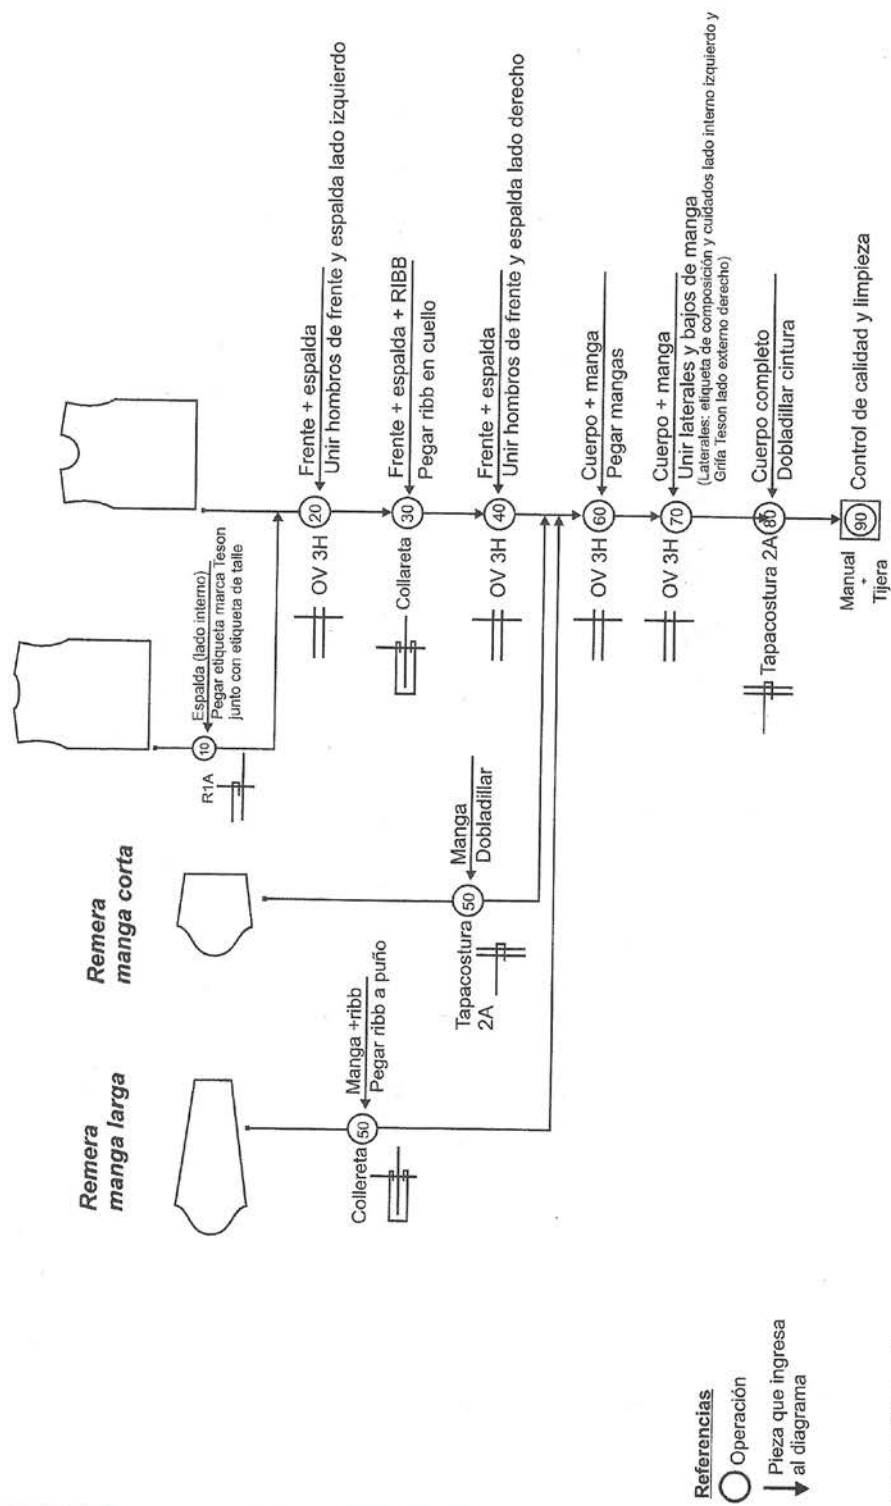 Remera
manga larga
Remera
manga corta
R1A
10
Espalda (lado interno)
Pegar etiqueta marca Teson
junto con etiqueta de talle
OV 3H
20
Frente + espalda
Unir hombros de frente y espalda lado izquierdo
Collareta
30
Frente + espalda + RIBB
Pegar ribb en cuello
OV 3H
40
Frente + espalda
Unir hombros de frente y espalda lado derecho
Collereta
50
Manga +ribb
Pegar ribb a puño
Tapacostura
2A
50
Manga
Dobladillar
OV 3H
60
Cuerpo + manga
Pegar mangas
OV 3H
70
Cuerpo + manga
Unir laterales y bajos de manga
(Laterales: etiqueta de composición y cuidados lado interno izquierdo y
Grifa Teson lado externo derecho)
Tapacostura 2A
80
Cuerpo completo
Dobladillar cintura
Manual
+
Tijera
90
Control de calidad y limpieza
Referencias
Operación
Pieza que ingresa
al diagrama